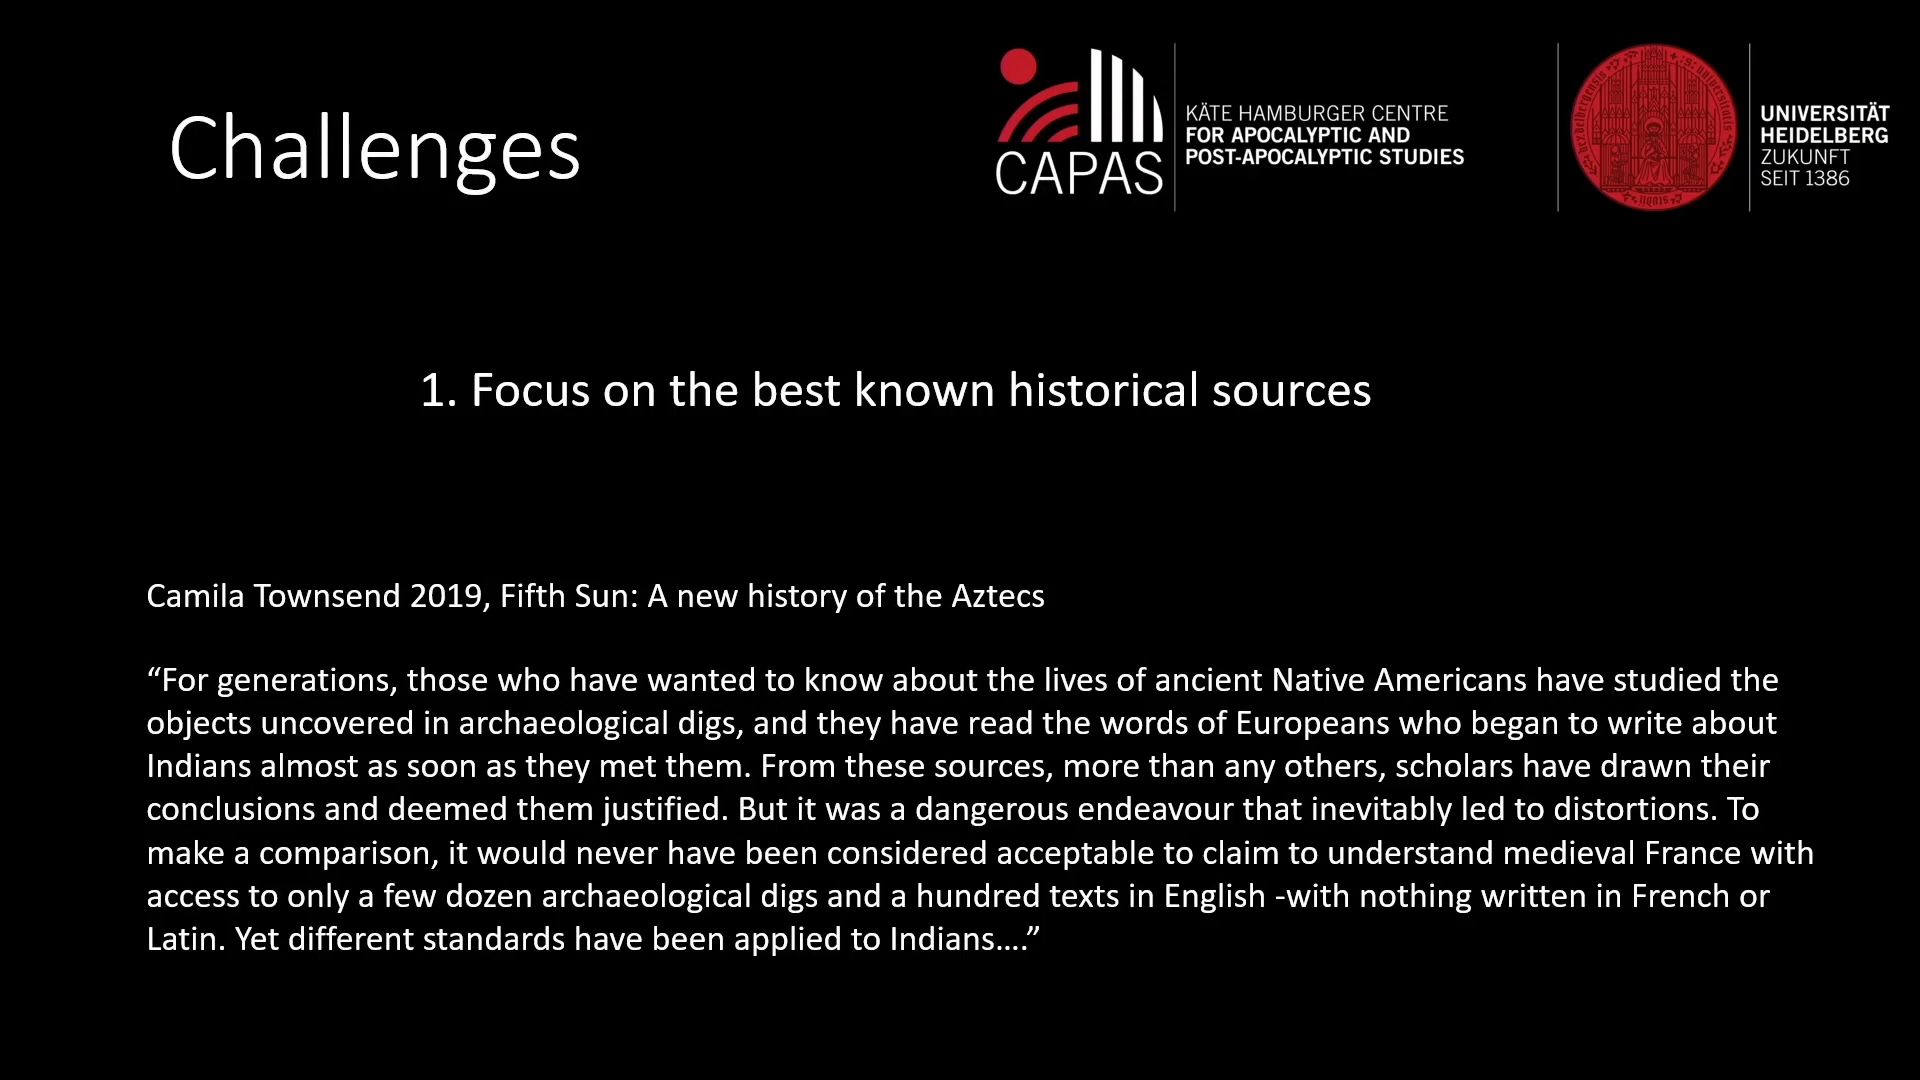 Challenges
CAPAS
KÄTE HAMBURGER CENTRE
FOR APOCALYPTIC AND
POST-APOCALYPTIC STUDIES
UNIVERSITÄT
HEIDELBERG
ZUKUNFT
SEIT 1386
1. Focus on the best known historical sources
Camila Townsend 2019, Fifth Sun: A new history of the Aztecs
“For generations, those who have wanted to know about the lives of ancient Native Americans have studied the
objects uncovered in archaeological digs, and they have read the words of Europeans who began to write about
Indians almost as soon as they met them. From these sources, more than any others, scholars have drawn their
conclusions and deemed them justified. But it was a dangerous endeavour that inevitably led to distortions. To
make a comparison, it would never have been considered acceptable to claim to understand medieval France with
access to only a few dozen archaeological digs and a hundred texts in English -with nothing written in French or
Latin. Yet different standards have been applied to Indians….”